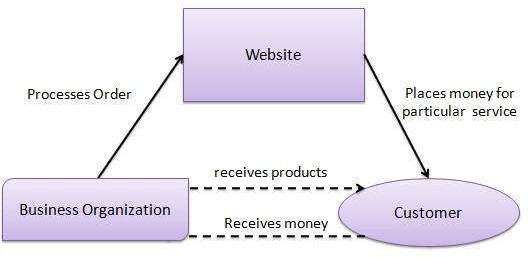 Website
Processes Order
Places money for
particular service
receives products
Business Organization
Customer
Receives money